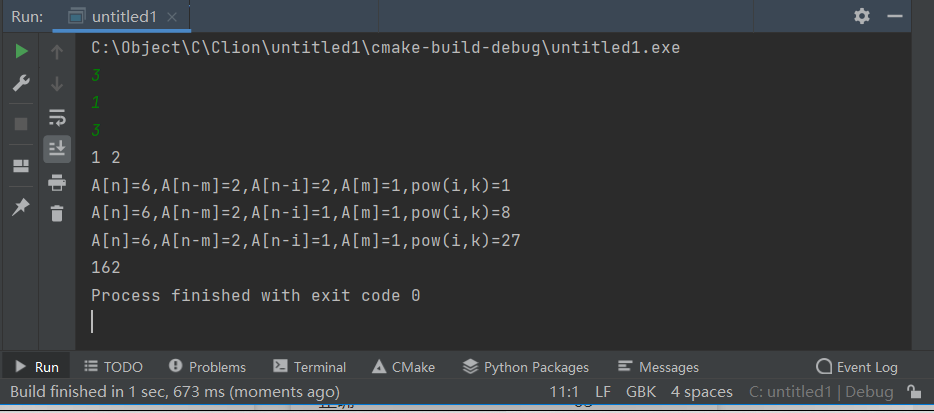 Run: untitled1
C:\Object\C\Clion\untitled1\cmake-build-debug\untitled1.exe
3
1
3
1 2
A[n]=6,A[n-m]=2,A[n-i]=2,A[m]=1,pow(i,k)=1
A[n]=6,A[n-m]=2,A[n-i]=1,A[m]=1,pow(i,k)=8
A[n]=6,A[n-m]=2,A[n-i]=1,A[m]=1,pow(i,k)=27
162
Process finished with exit code 0
Run TODO Problems Terminal CMake Python Packages Messages Event Log
Build finished in 1 sec, 673 ms (moments ago) 11:1 LF GBK 4 spaces C: untitled1 | Debug